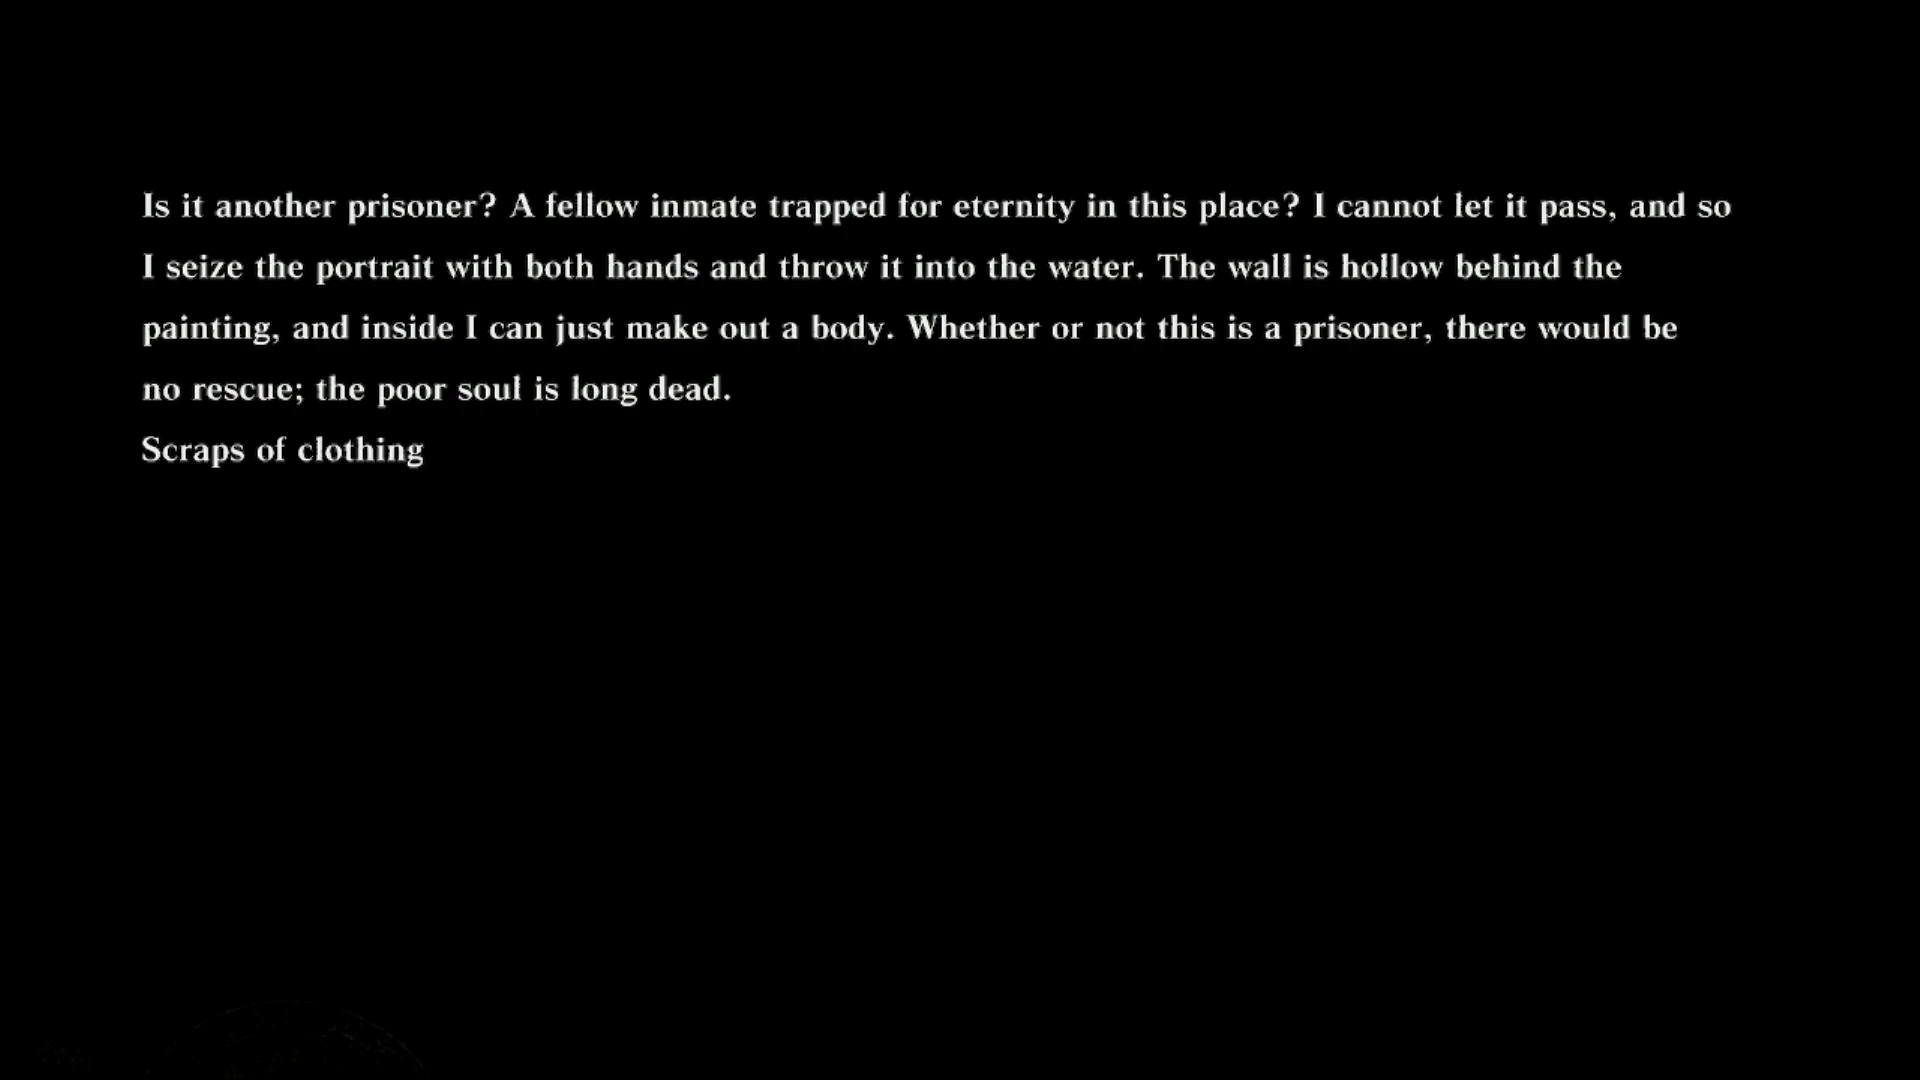 Is it another prisoner? A fellow inmate trapped for eternity in this place? I cannot let it pass, and so
I seize the portrait with both hands and throw it into the water. The wall is hollow behind the
painting, and inside I can just make out a body. Whether or not this is a prisoner, there would be
no rescue; the poor soul is long dead.
Scraps of clothing